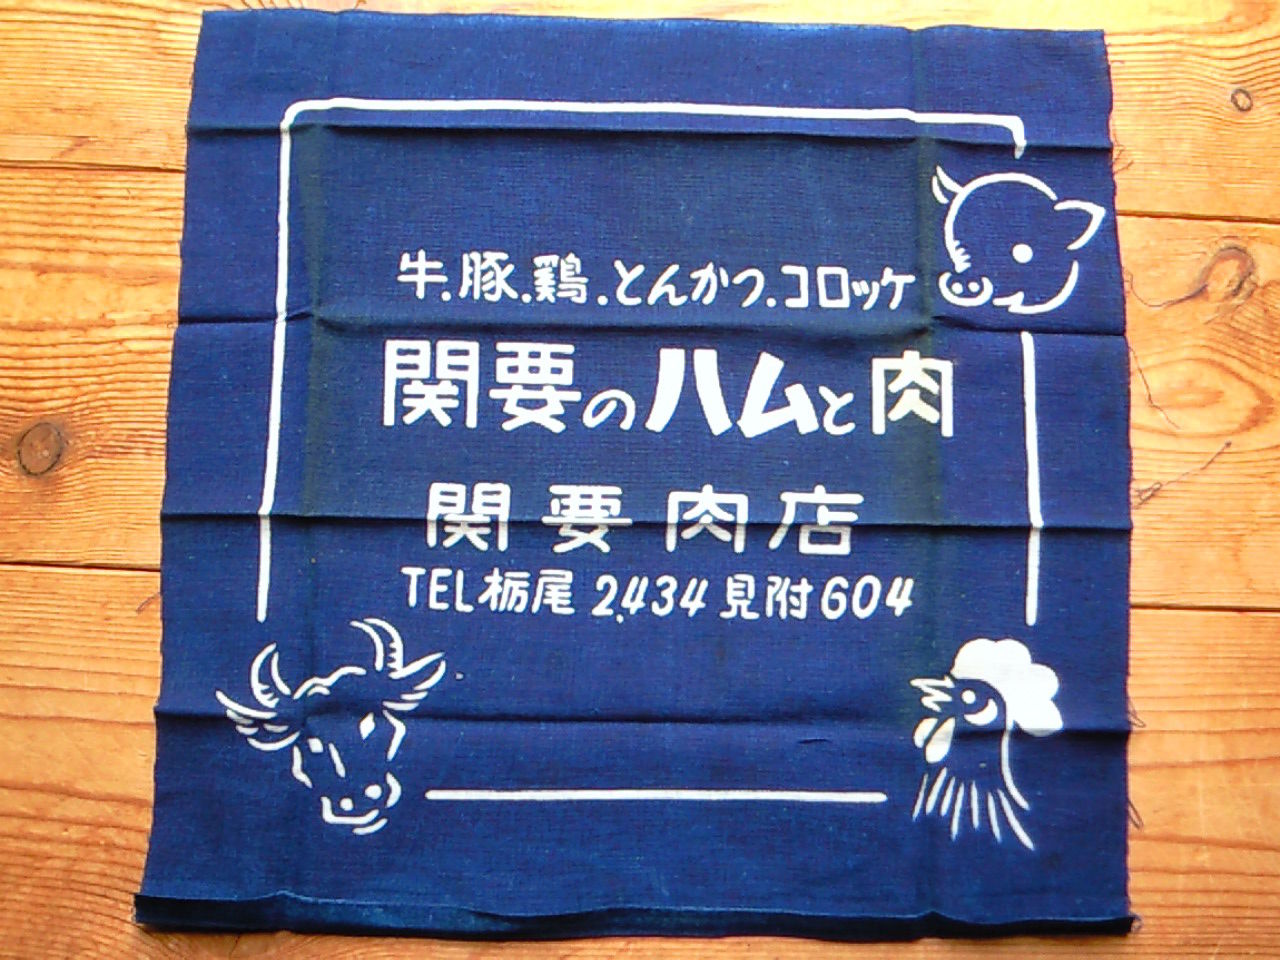 牛.豚.鶏.とんかつ.コロッケ
関要のハムと肉
関要肉店
TEL栃尾 2,434 見附604